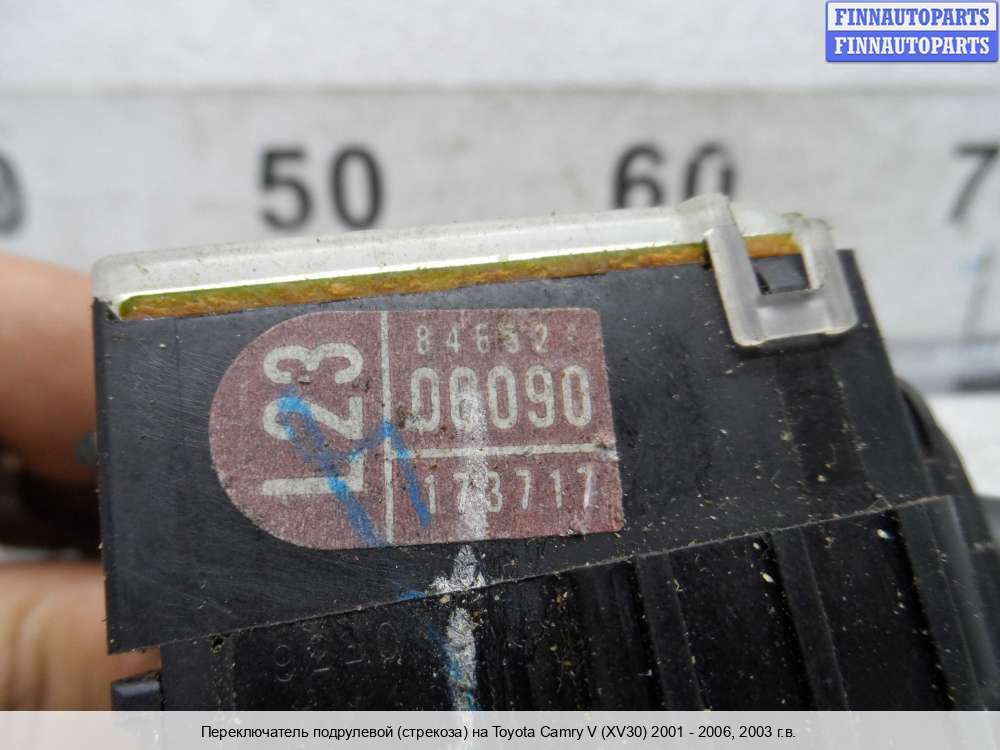 FINNAUTOPARTS
FINNAUTOPARTS
50 60
123
84652
06090
173717
Переключатель подрулевой (стрекоза) на Toyota Camry V (XV30) 2001 - 2006, 2003 г.в.